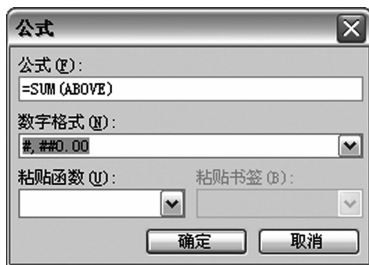 公式
公式(F):
=SUM(ABOVE)
数字格式(N):
#,##0.00
粘贴函数(U): 粘贴书签(B):
确定 取消